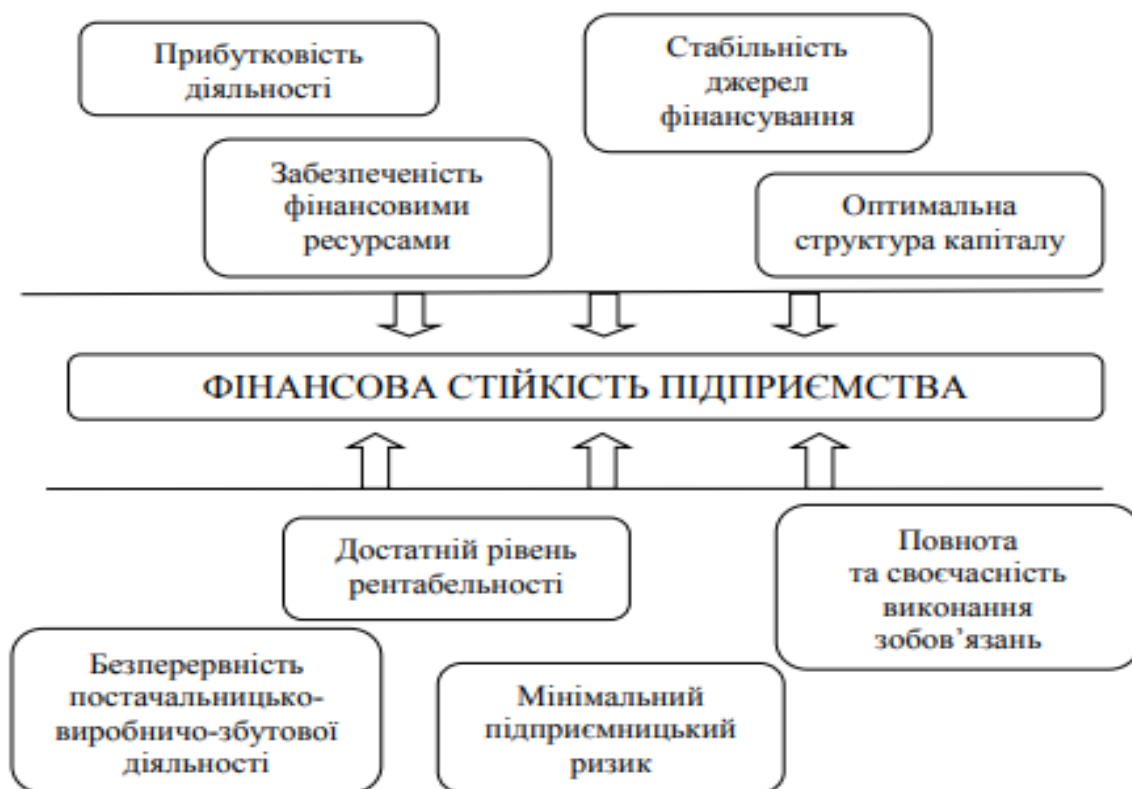 Прибутковість
діяльності
Стабільність
джерел
фінансування
Забезпеченість
фінансовими
ресурсами
Оптимальна
структура капіталу
ФІНАНСОВА СТІЙКІСТЬ ПІДПРИЄМСТВА
Достатній рівень
рентабельності
Повнота
та своєчасність
виконання
зобов’язань
Безперервність
постачальницько-
виробничо-збутової
діяльності
Мінімальний
підприємницький
ризик